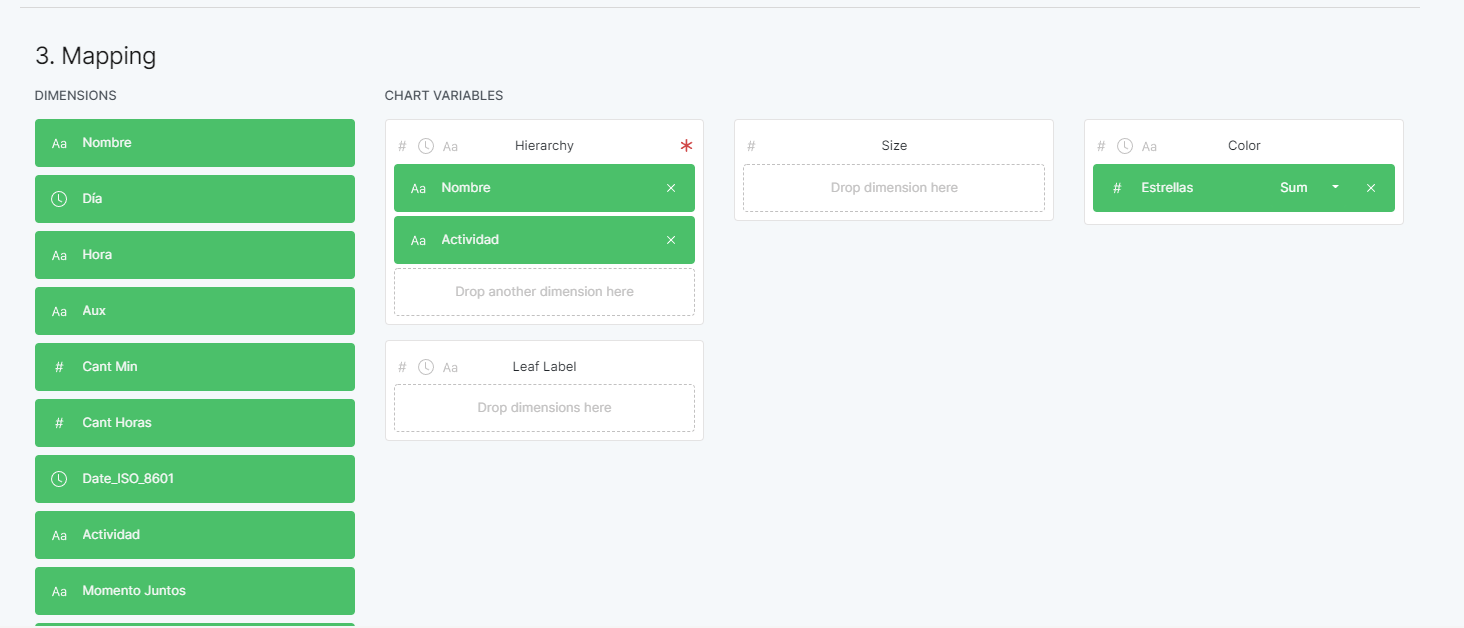 3. Mapping
DIMENSIONS
Aa Nombre
Día
Aa Hora
Aa Aux
# Cant Min
# Cant Horas
Date_ISO_8601
Aa Actividad
Aa Momento Juntos
CHART VARIABLES
# Aa Hierarchy *
Aa Nombre ×
Aa Actividad ×
Drop another dimension here
# Aa Leaf Label
Drop dimensions here
# Size
Drop dimension here
# Aa Color
# Estrellas Sum ×